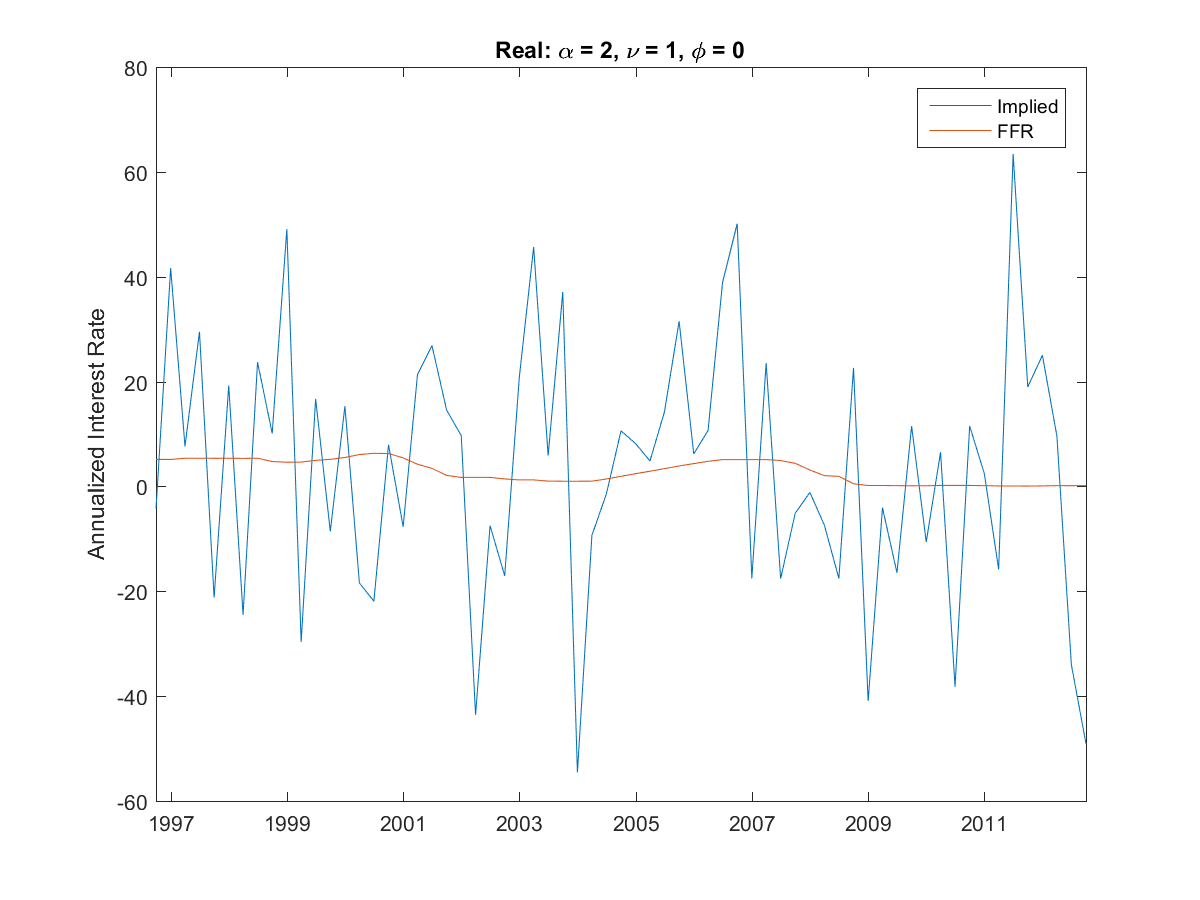 Real: α = 2, ν = 1, ϕ = 0
80
60
40
20
0
-20
-40
-60
Annualized Interest Rate
Implied
FFR
1997 1999 2001 2003 2005 2007 2009 2011